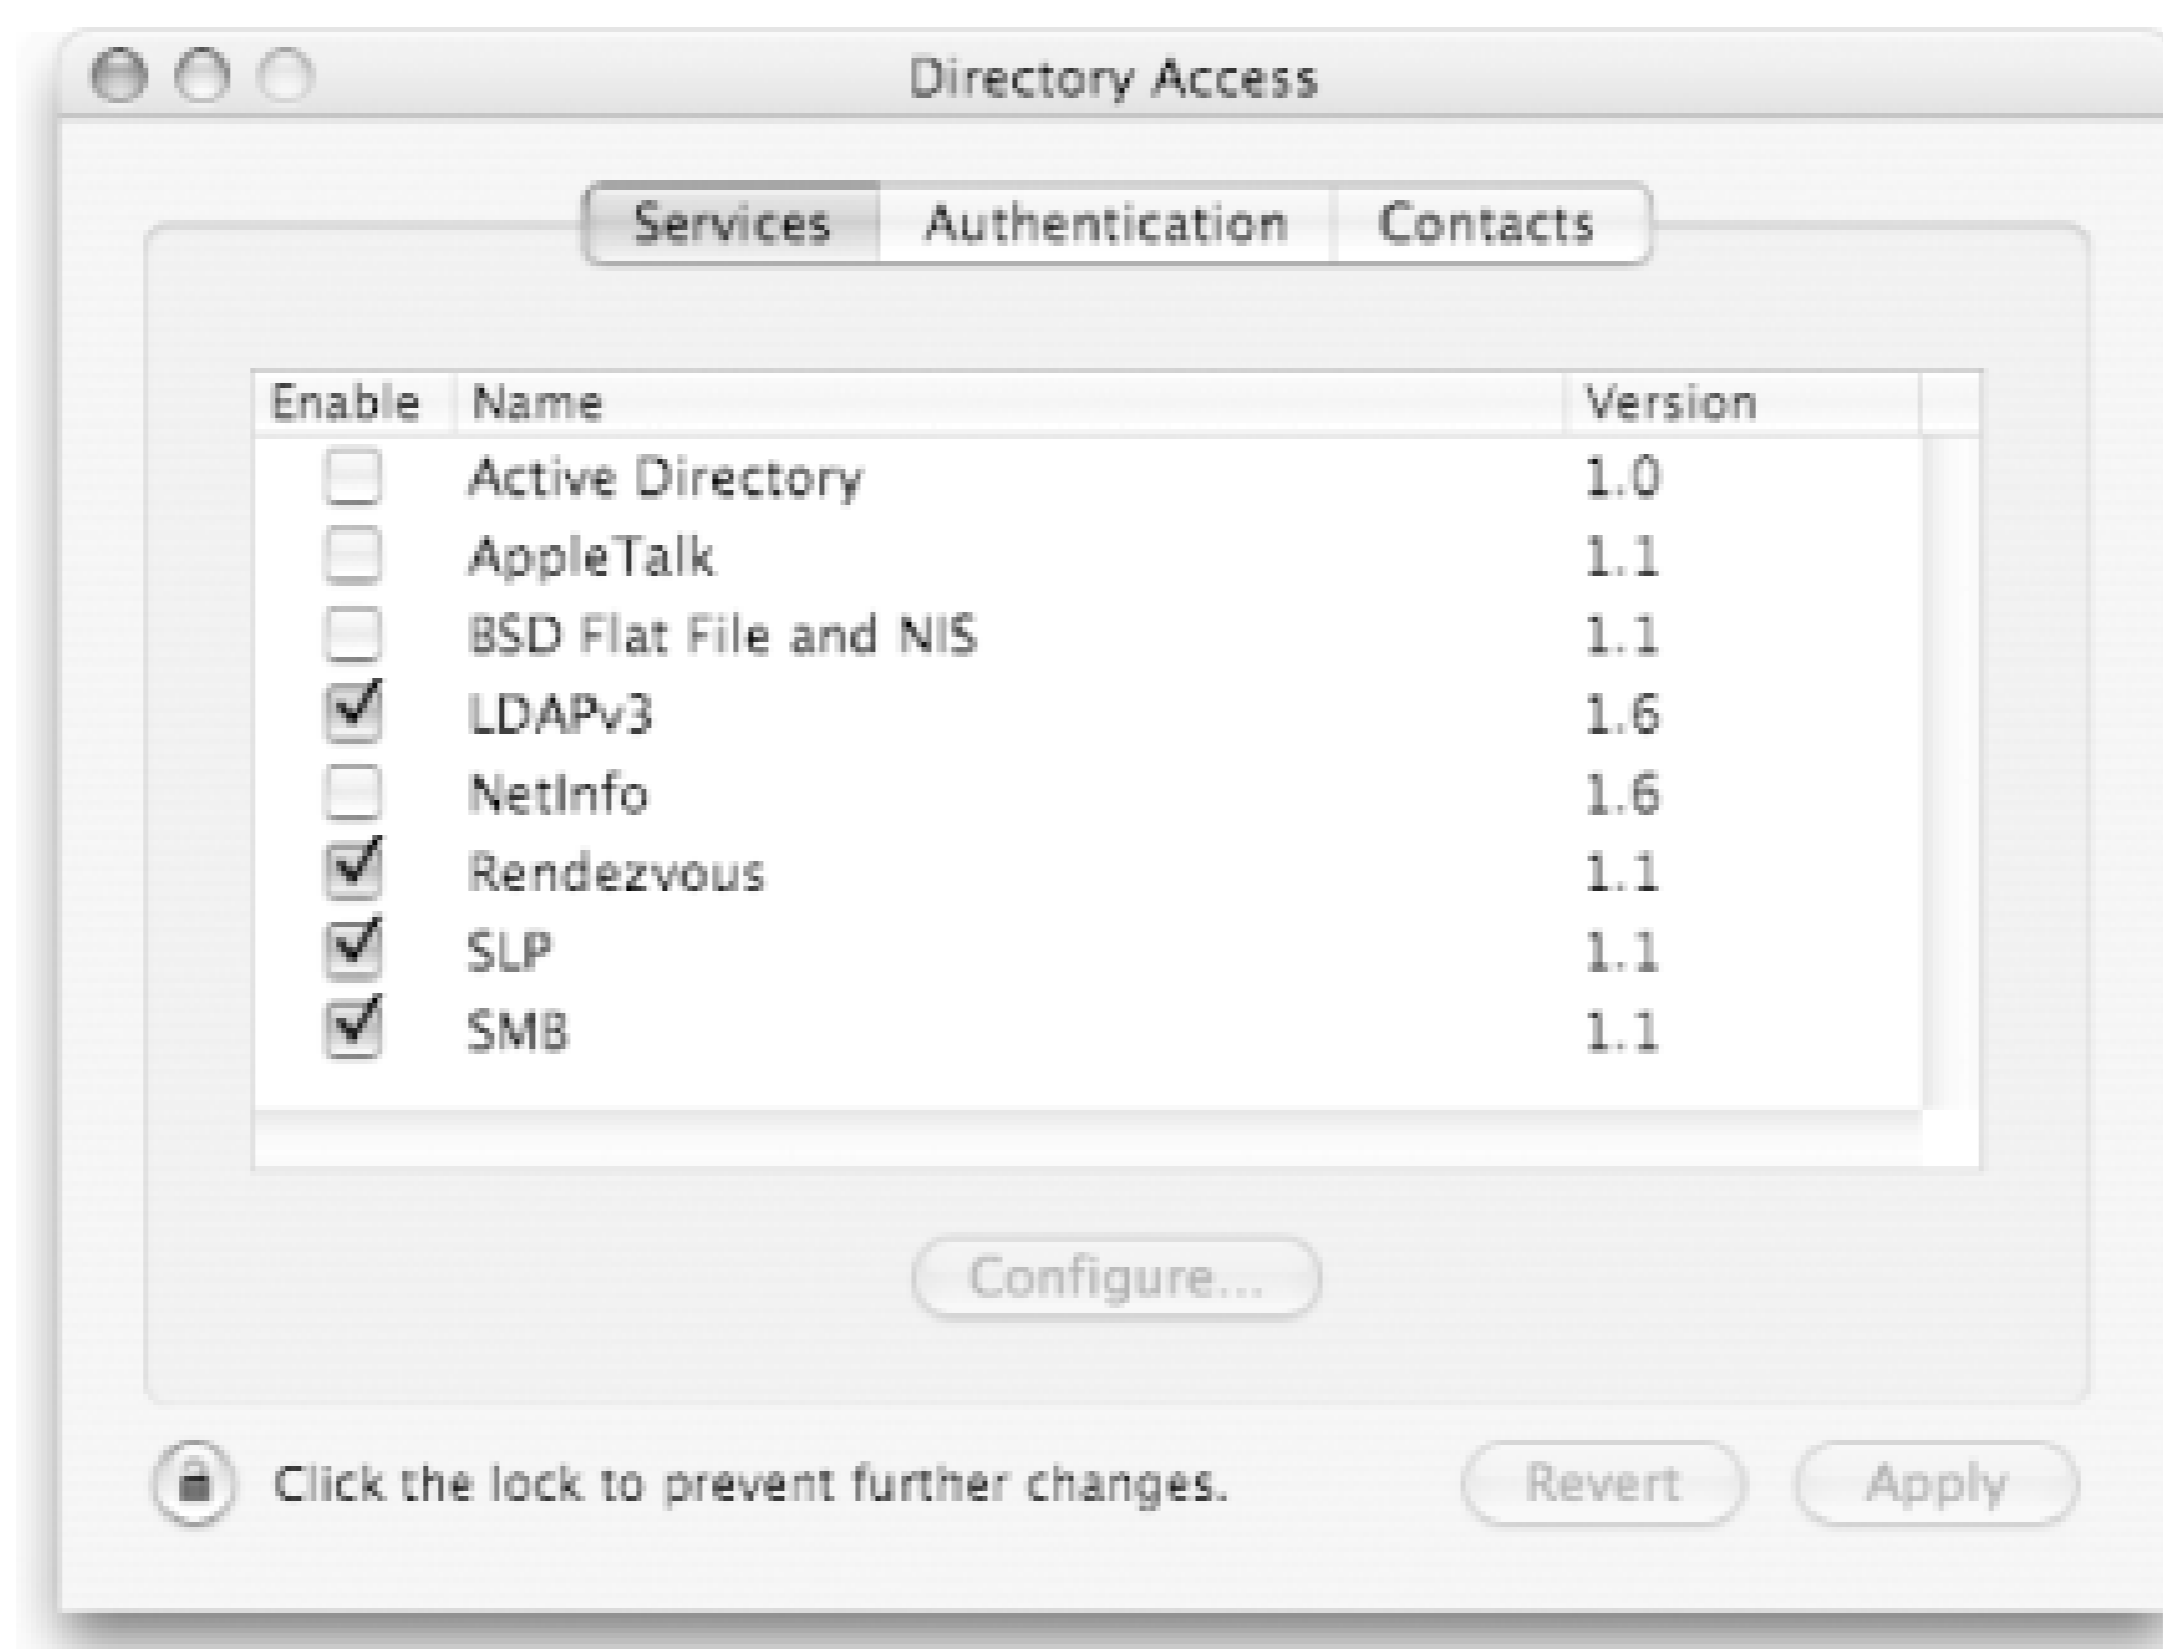 Directory Access
Services Authentication Contacts
Enable Name Version
Active Directory 1.0
AppleTalk 1.1
BSD Flat File and NIS 1.1
LDAPv3 1.6
NetInfo 1.6
Rendezvous 1.1
SLP 1.1
SMB 1.1
Configure...
Click the lock to prevent further changes. Revert Apply